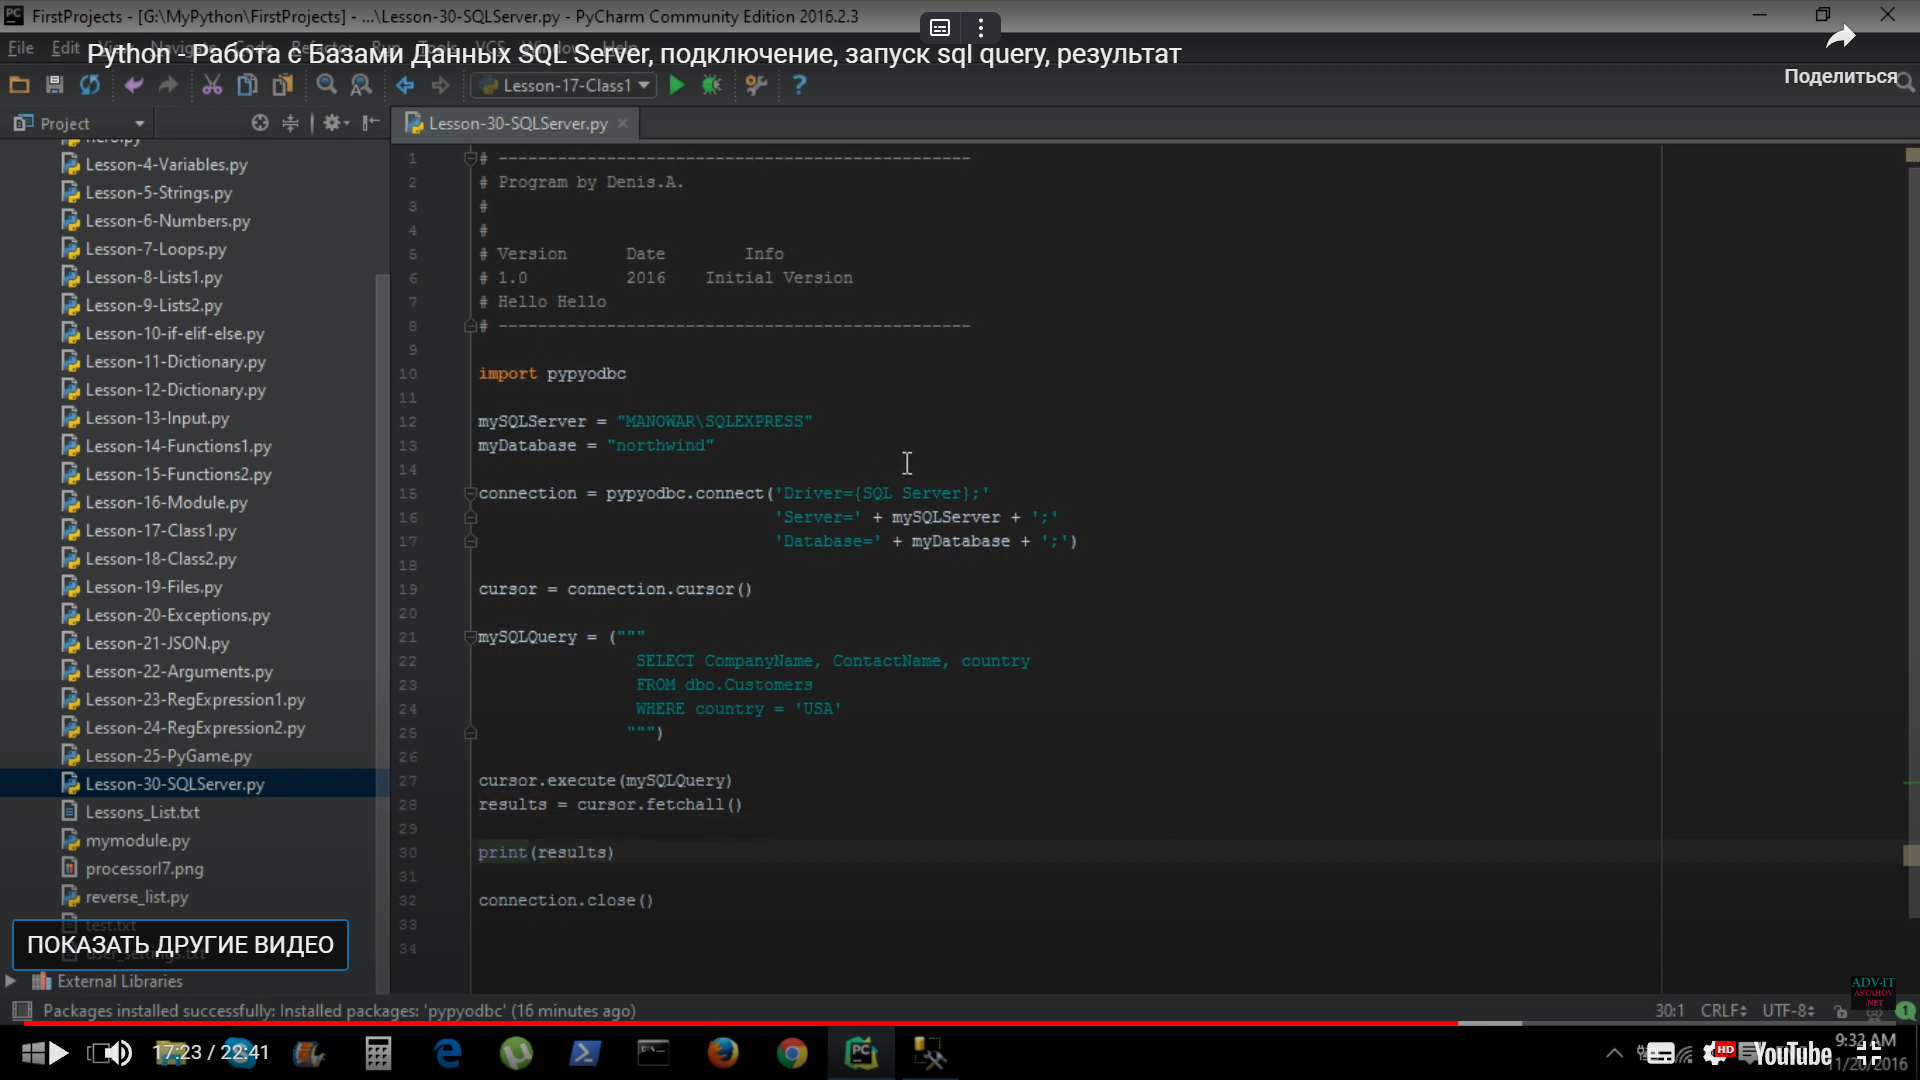 FirstProjects - [G:\MyPython\FirstProjects] - ...\Lesson-30-SQLServer.py - PyCharm Community Edition 2016.2.3
File Edit
Python - Работа с Базами Данных SQL Server, подключение, запуск sql query, результат
Поделиться
Lesson-17-Class1
Project
Lesson-30-SQLServer.py
hero.py
Lesson-4-Variables.py
Lesson-5-Strings.py
Lesson-6-Numbers.py
Lesson-7-Loops.py
Lesson-8-Lists1.py
Lesson-9-Lists2.py
Lesson-10-if-elif-else.py
Lesson-11-Dictionary.py
Lesson-12-Dictionary.py
Lesson-13-Input.py
Lesson-14-Functions1.py
Lesson-15-Functions2.py
Lesson-16-Module.py
Lesson-17-Class1.py
Lesson-18-Class2.py
Lesson-19-Files.py
Lesson-20-Exceptions.py
Lesson-21-JSON.py
Lesson-22-Arguments.py
Lesson-23-RegExpression1.py
Lesson-24-RegExpression2.py
Lesson-25-PyGame.py
Lesson-30-SQLServer.py
Lessons_List.txt
mymodule.py
processorI7.png
reverse_list.py
test.txt
user_settings.txt
ПОКАЗАТЬ ДРУГИЕ ВИДЕО
External Libraries
1 # ------------------------------------------------
2 # Program by Denis.A.
3 #
4 #
5 # Version Date Info
6 # 1.0 2016 Initial Version
7 # Hello Hello
8 # ------------------------------------------------
9
10 import pypyodbc
11
12 mySQLServer = "MANOWAR\SQLEXPRESS"
13 myDatabase = "northwind"
14
15 connection = pypyodbc.connect('Driver={SQL Server};'
16 'Server=' + mySQLServer + ';'
17 'Database=' + myDatabase + ';')
18
19 cursor = connection.cursor()
20
21 mySQLQuery = ("""
22 SELECT CompanyName, ContactName, country
23 FROM dbo.Customers
24 WHERE country = 'USA'
25 """)
26
27 cursor.execute(mySQLQuery)
28 results = cursor.fetchall()
29
30 print(results)
31
32 connection.close()
33
34
ADV-IT
ASTAHOV
.NET
Packages installed successfully: Installed packages: 'pypyodbc' (16 minutes ago)
30:1 CRLF UTF-8 1
17:23 / 22:41
HD
YouTube
9:32 AM
11/20/2016